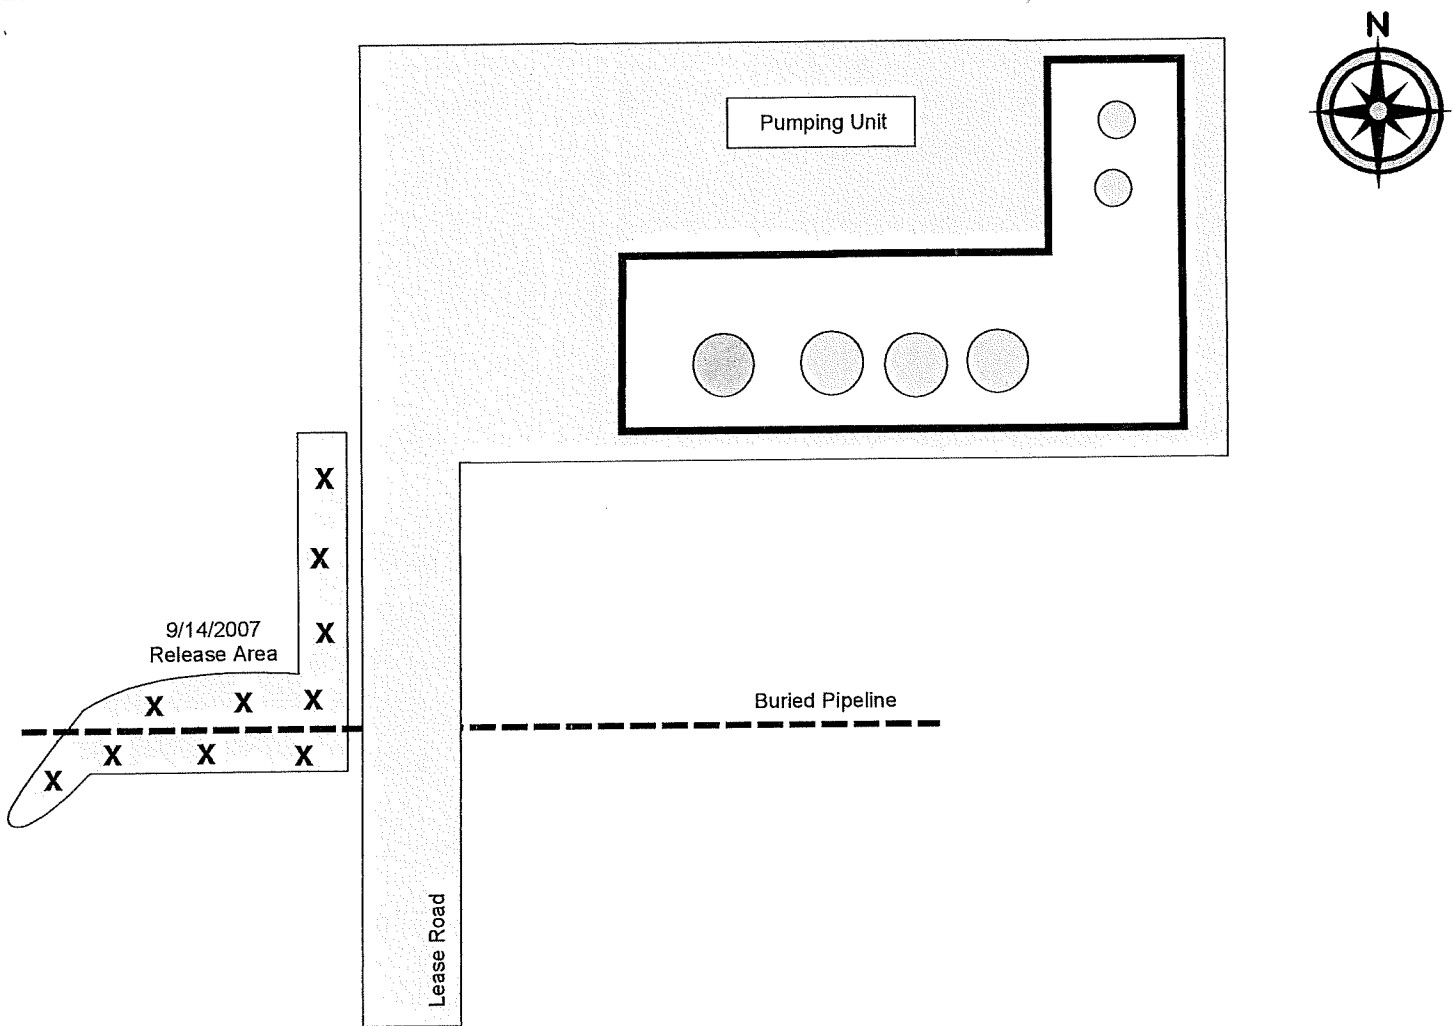 N
Pumping Unit
9/14/2007
Release Area
X
X
X
X
X
X
X
X
X
X
Buried Pipeline
Lease Road